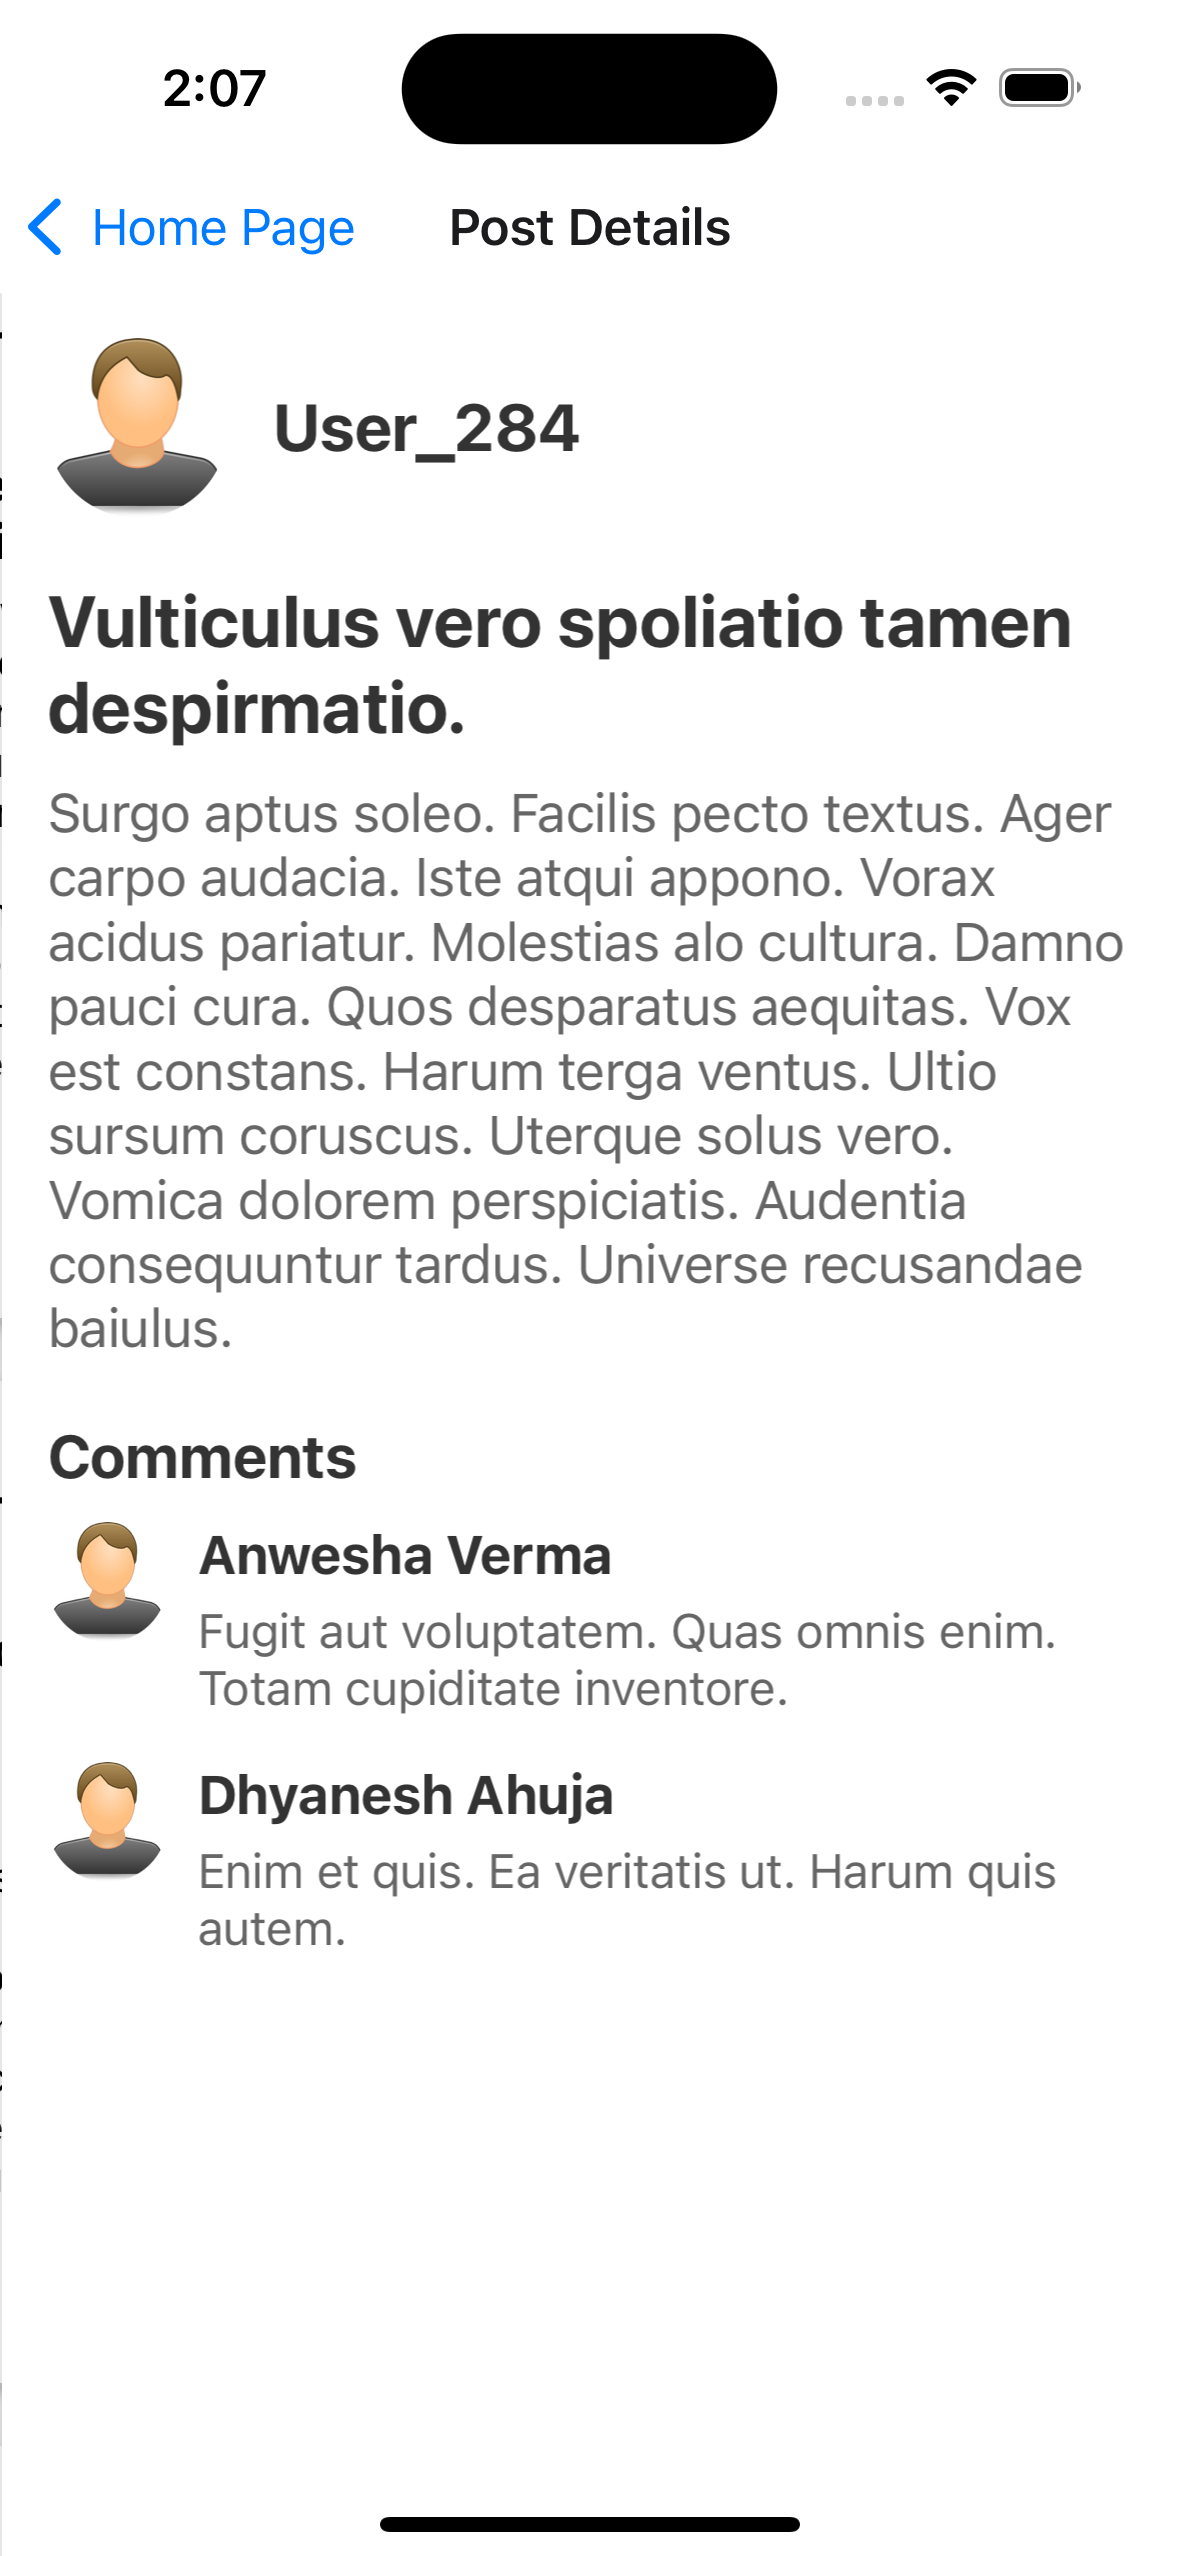 2:07
Home Page Post Details
User_284
Vulticulus vero spoliatio tamen
despirmatio.
Surgo aptus soleo. Facilis pecto textus. Ager
carpo audacia. Iste atqui appono. Vorax
acidus pariatur. Molestias alo cultura. Damno
pauci cura. Quos desparatus aequitas. Vox
est constans. Harum terga ventus. Ultio
sursum coruscus. Uterque solus vero.
Vomica dolorem perspiciatis. Audentia
consequuntur tardus. Universe recusandae
baiulus.
Comments
Anwesha Verma
Fugit aut voluptatem. Quas omnis enim.
Totam cupiditate inventore.
Dhyanesh Ahuja
Enim et quis. Ea veritatis ut. Harum quis
autem.